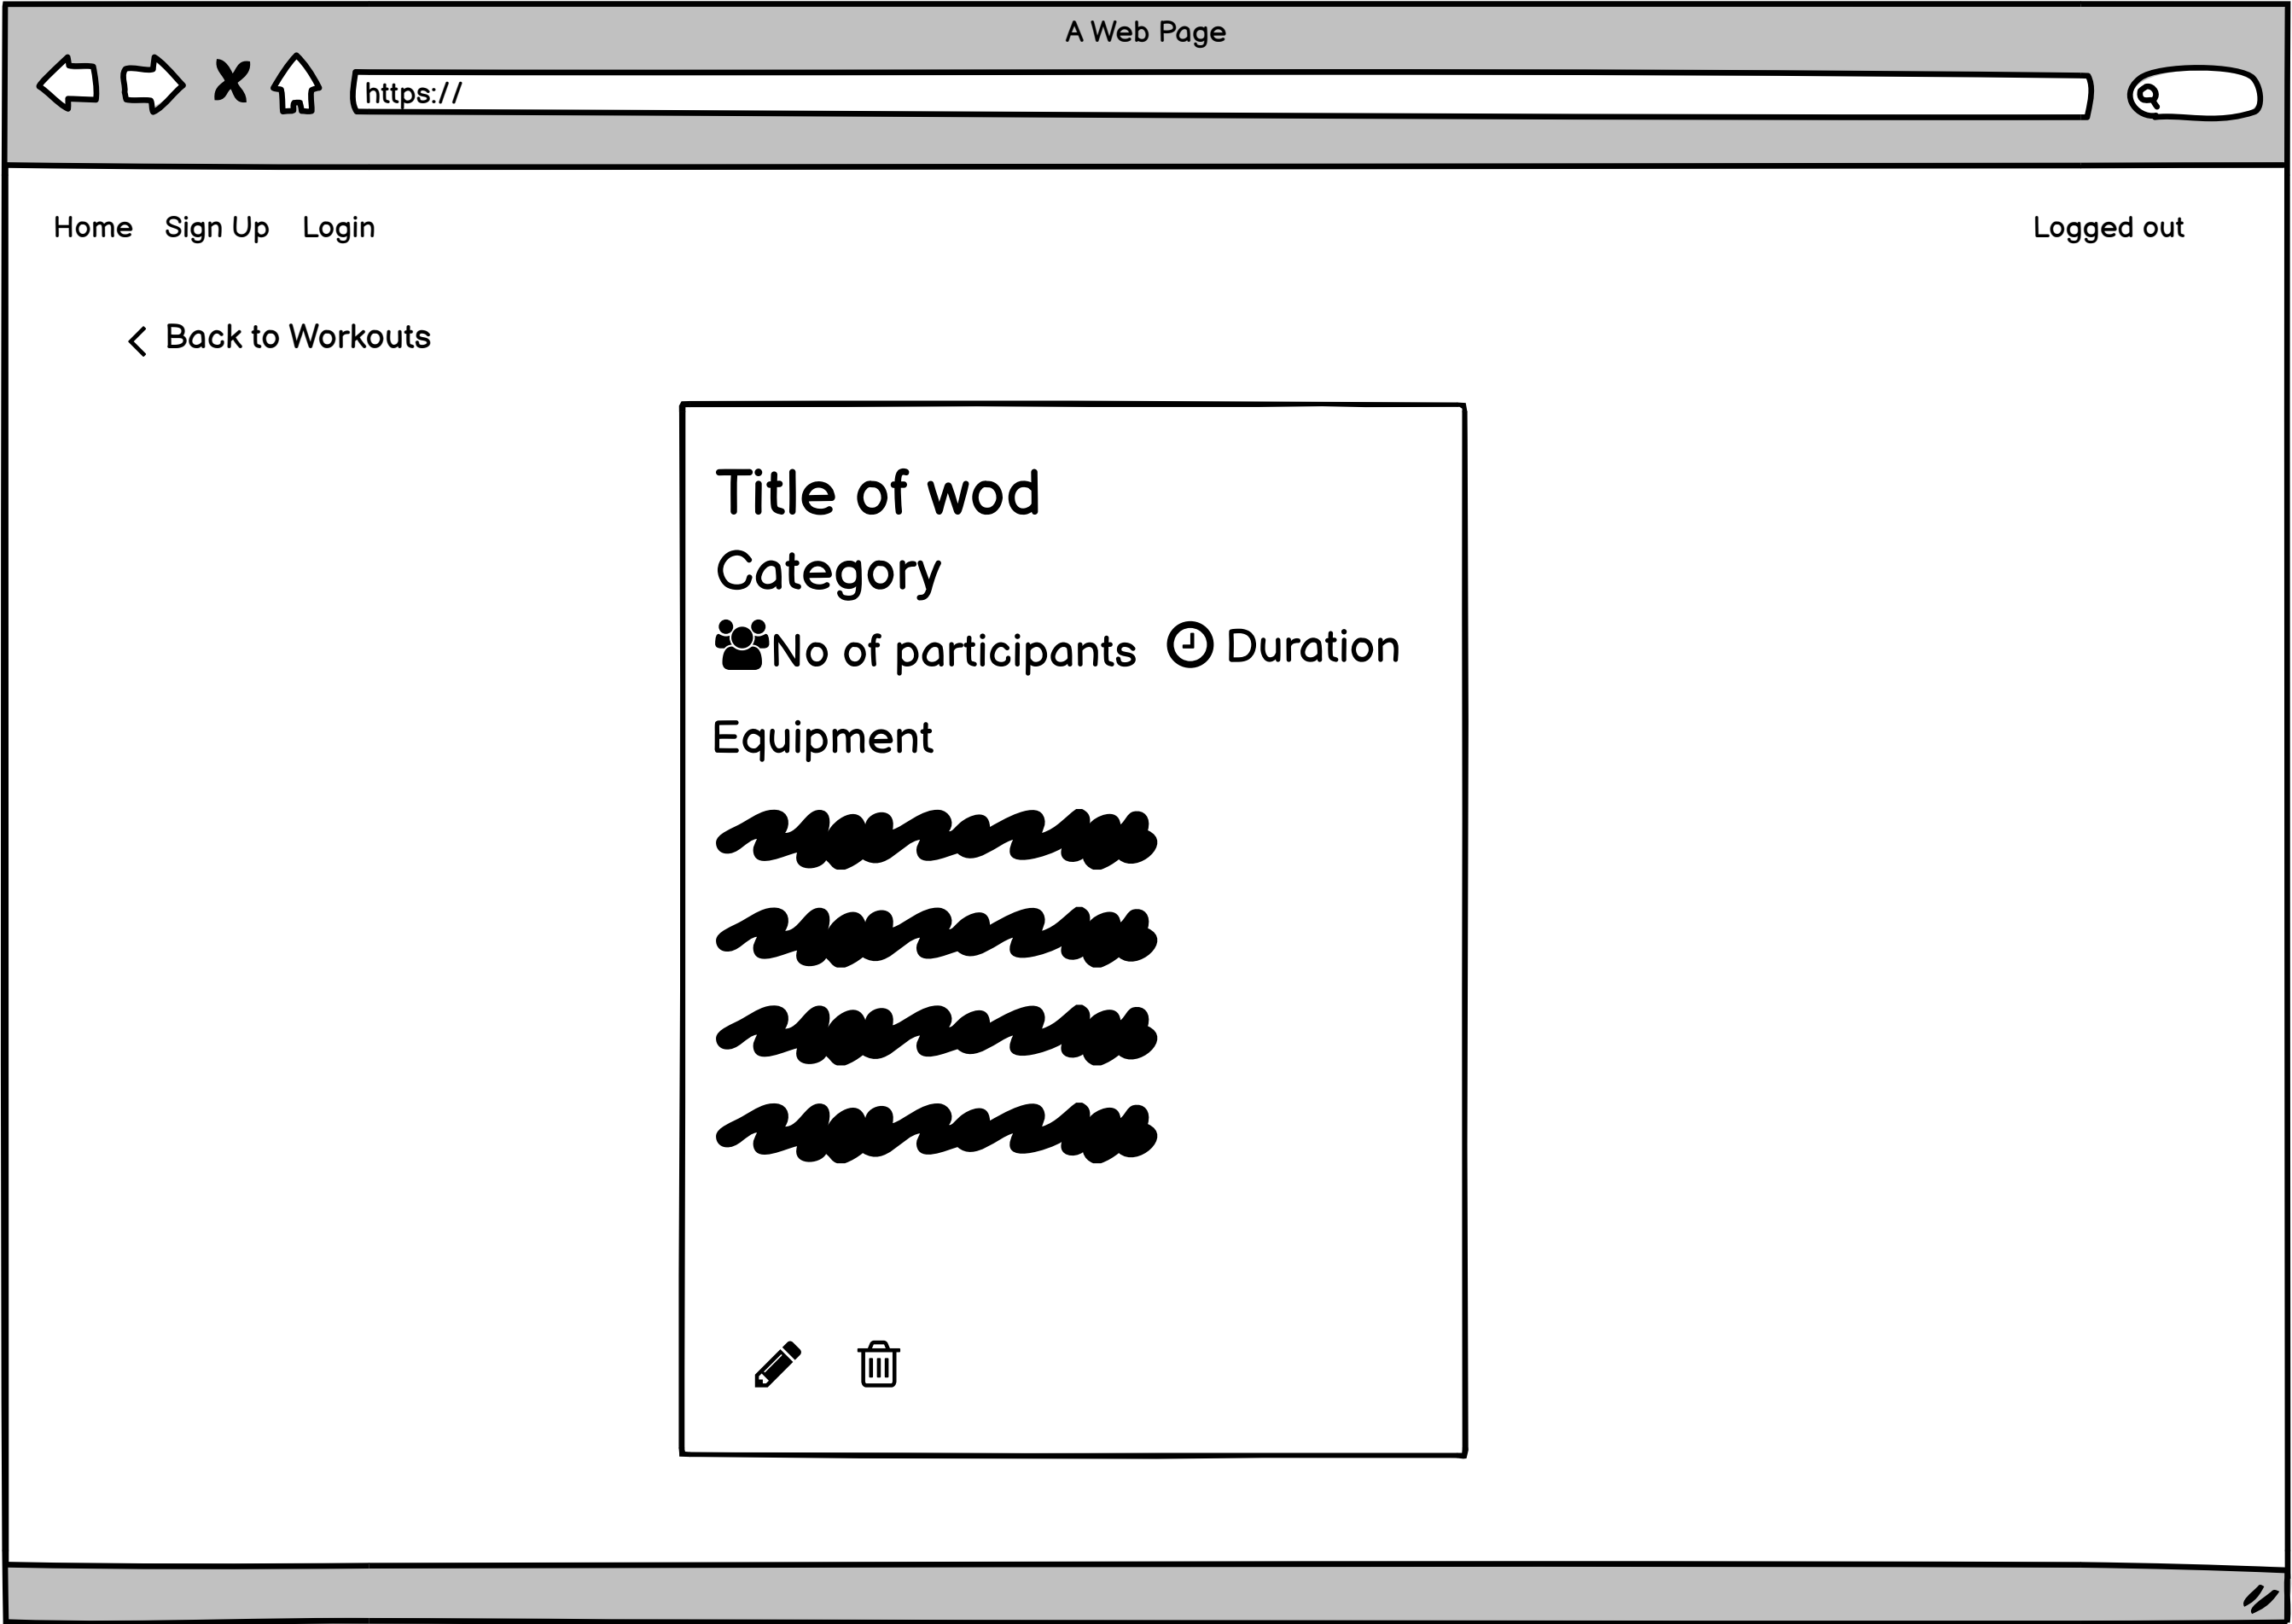 A Web Page
https://
Home Sign Up Login Logged out
Back to Workouts
Title of wod
Category
No of participants Duration
Equipment